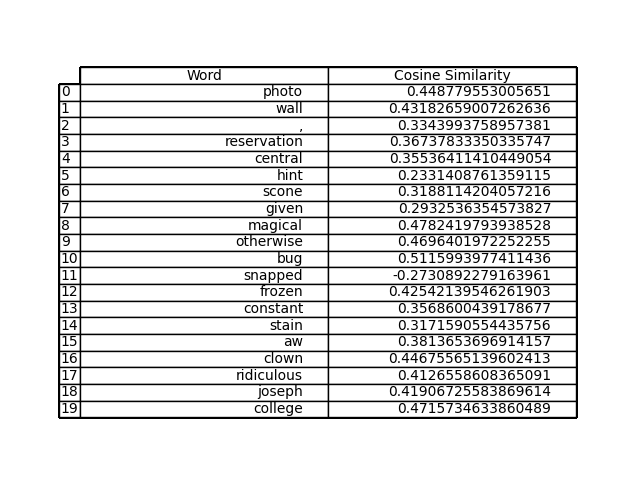 Word Cosine Similarity
0 photo 0.448779553005651
1 wall 0.43182659007262636
2 , 0.3343993758957381
3 reservation 0.36737833350335747
4 central 0.35536411410449054
5 hint 0.2331408761359115
6 scone 0.3188114204057216
7 given 0.2932536354573827
8 magical 0.4782419793938528
9 otherwise 0.4696401972252255
10 bug 0.5115993977411436
11 snapped -0.2730892279163961
12 frozen 0.42542139546261903
13 constant 0.3568600439178677
14 stain 0.3171590554435756
15 aw 0.3813653696914157
16 clown 0.44675565139602413
17 ridiculous 0.4126558608365091
18 joseph 0.41906725583869614
19 college 0.4715734633860489